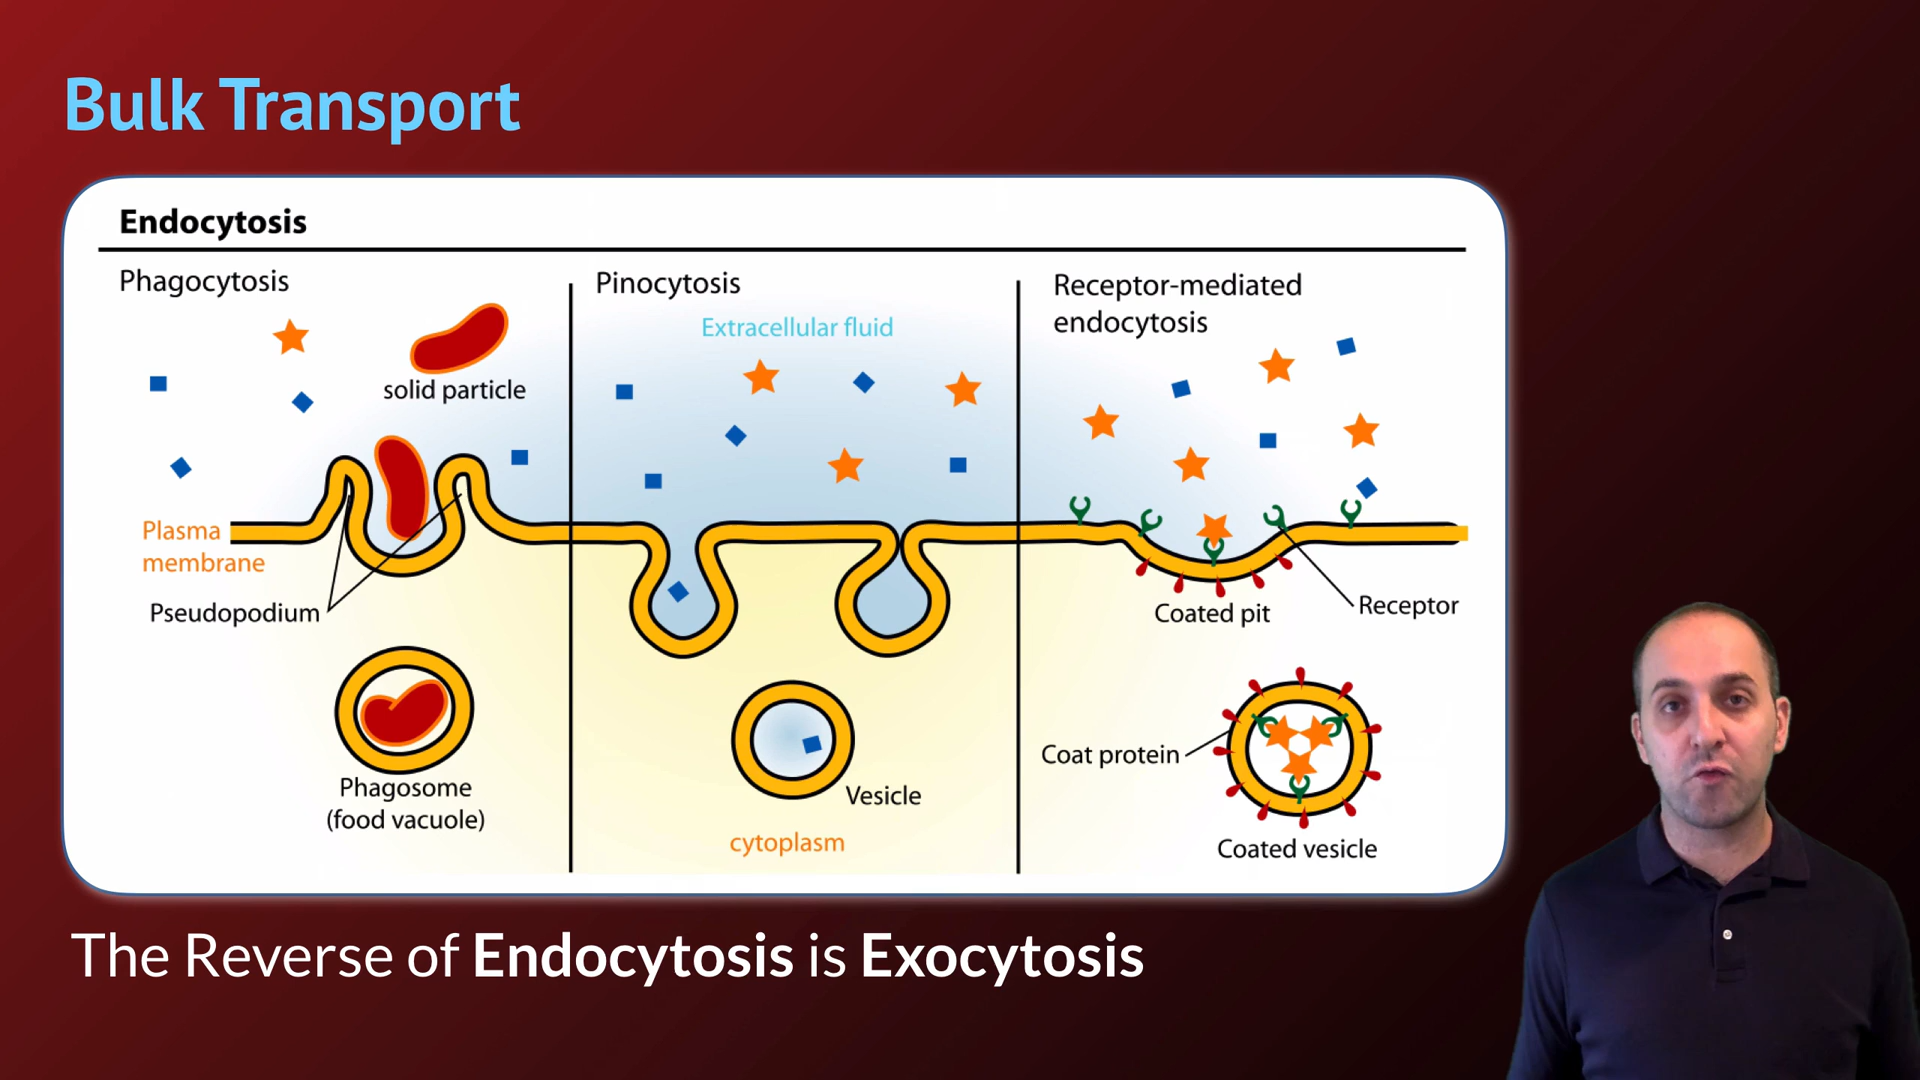 Bulk Transport
Endocytosis
Phagocytosis
solid particle
Plasma
membrane
Pseudopodium
Phagosome
(food vacuole)
Pinocytosis
Extracellular fluid
Vesicle
cytoplasm
Receptor-mediated
endocytosis
Coated pit
Receptor
Coat protein
Coated vesicle
The Reverse of Endocytosis is Exocytosis